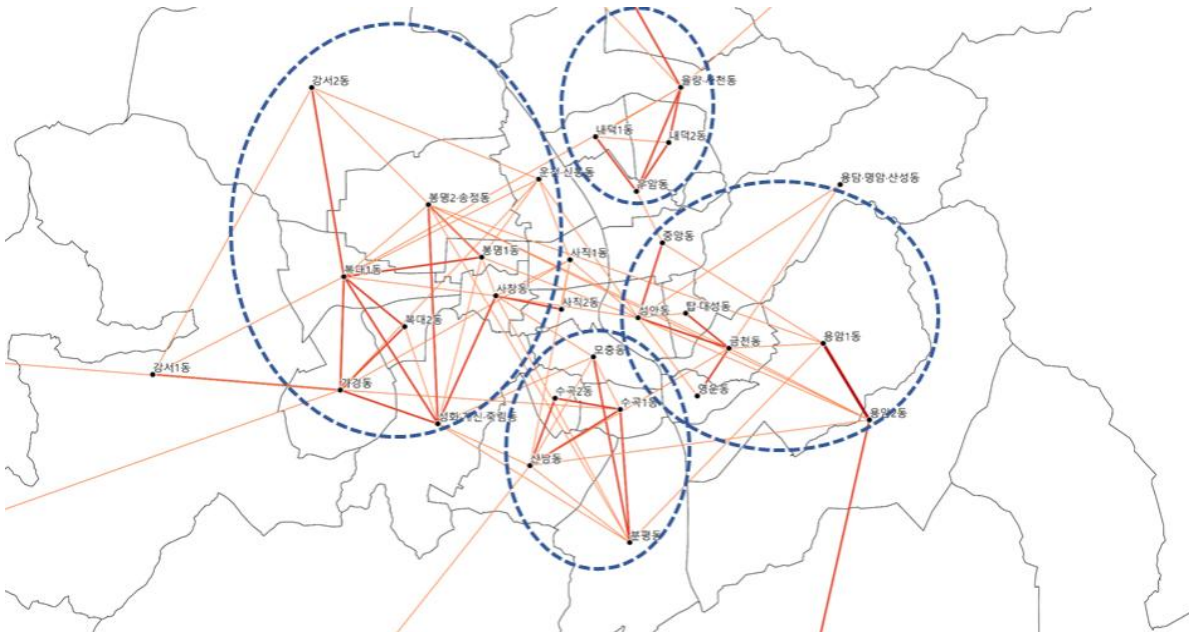 강서2동
율량·사천동
내덕1동
내덕2동
운천·신봉동
우암동
용담·명암·산성동
봉명2·송정동
중앙동
봉명1동
사직1동
복대1동
사창동
사직2동
성안동
탑·대성동
복대2동
금천동
용암1동
모충동
강서1동
가경동
수곡2동
수곡1동
영운동
용암2동
성화·개신·죽림동
산남동
분평동